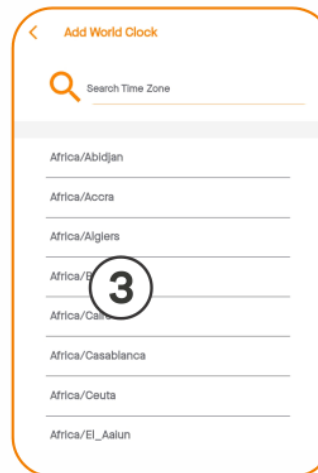 Add World Clock
Search Time Zone
Africa/Abidjan
Africa/Accra
Africa/Algiers
3
Africa/Casablanca
Africa/Ceuta
Africa/El_Aaiun